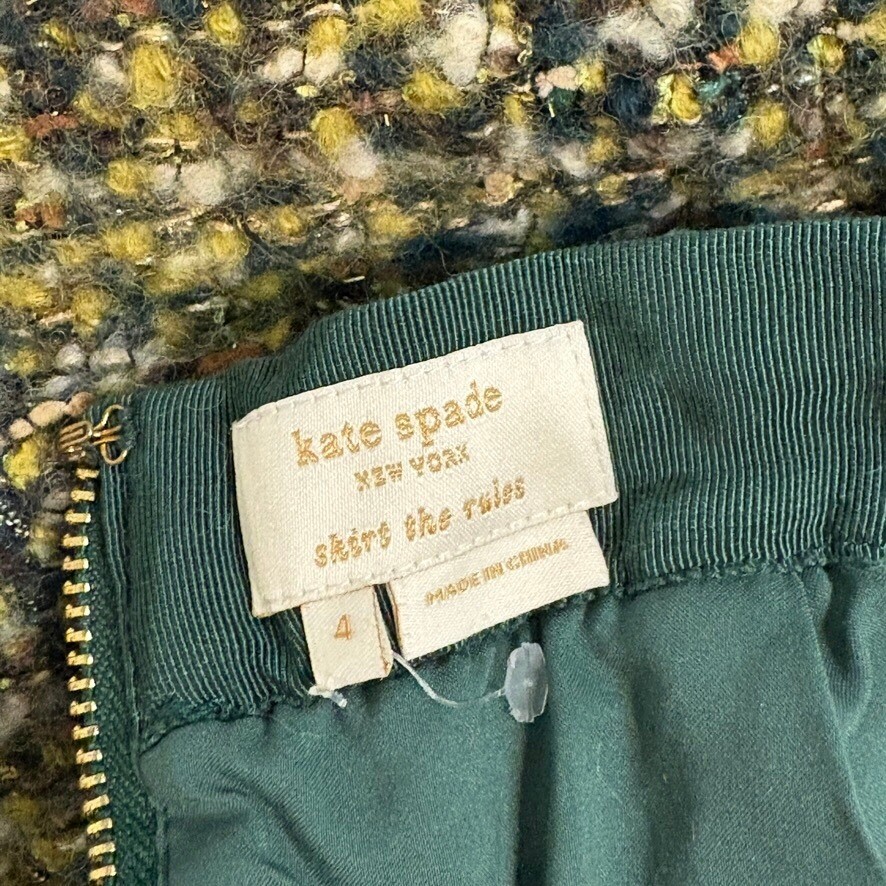 kate spade
NEW YORK
skirt the rules
MADE IN CHINA
4